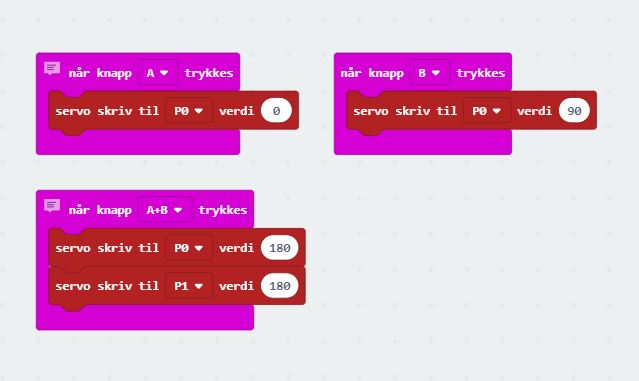 når knapp A trykkes
servo skriv til P0 verdi 0
når knapp B trykkes
servo skriv til P0 verdi 90
når knapp A+B trykkes
servo skriv til P0 verdi 180
servo skriv til P1 verdi 180